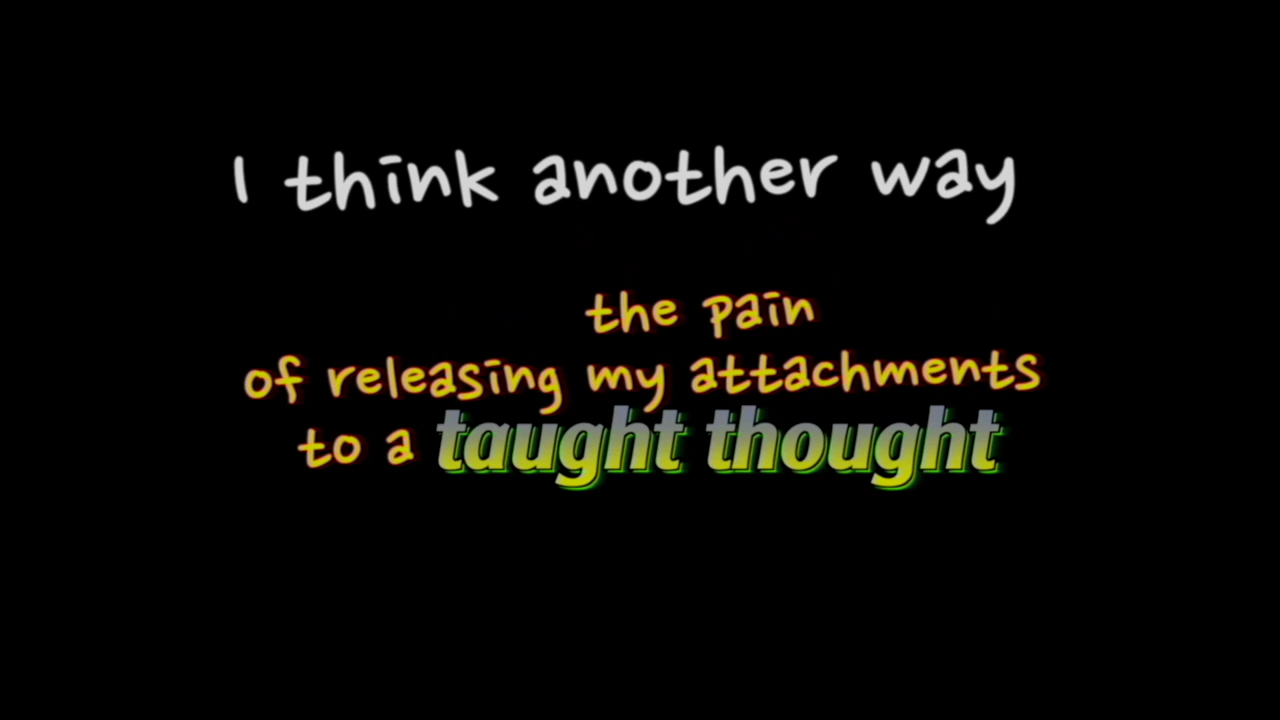 I think another way
the pain
of releasing my attachments
to a taught thought